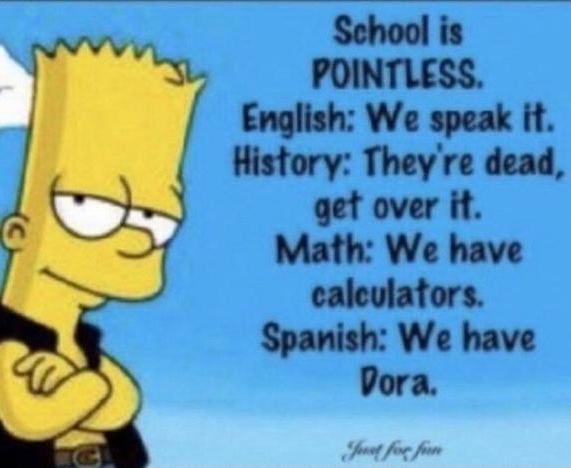 School is
POINTLESS.
English: We speak it.
History: They're dead,
get over it.
Math: We have
calculators.
Spanish: We have
Dora.
Just for fun